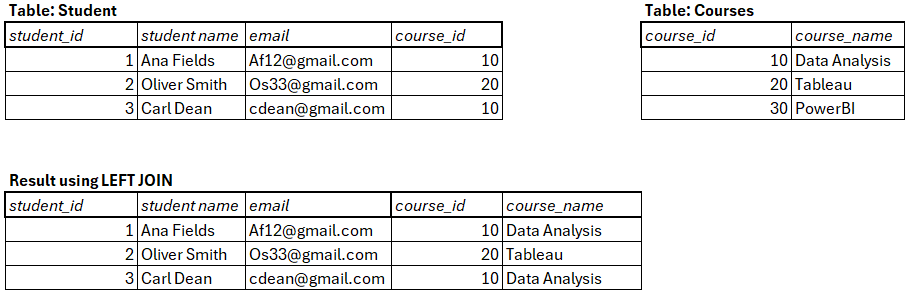 Table: Student Table: Courses
student_id student name email course_id course_id course_name
1 Ana Fields Af12@gmail.com 10 10 Data Analysis
2 Oliver Smith Os33@gmail.com 20 20 Tableau
3 Carl Dean cdean@gmail.com 10 30 PowerBI
Result using LEFT JOIN
student_id student name email course_id course_name
1 Ana Fields Af12@gmail.com 10 Data Analysis
2 Oliver Smith Os33@gmail.com 20 Tableau
3 Carl Dean cdean@gmail.com 10 Data Analysis